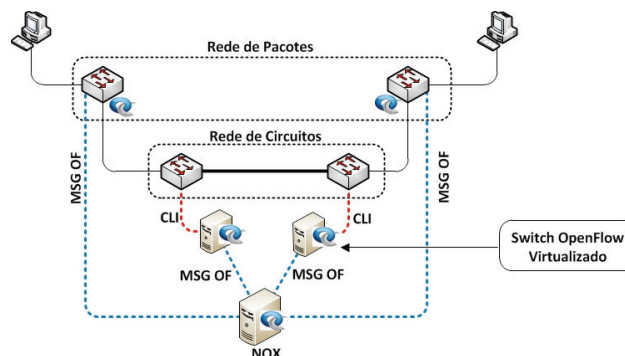 Rede de Pacotes
Rede de Circuitos
MSG OF
MSG OF
CLI
CLI
MSG OF
MSG OF
Switch OpenFlow
Virtualizado
NOX